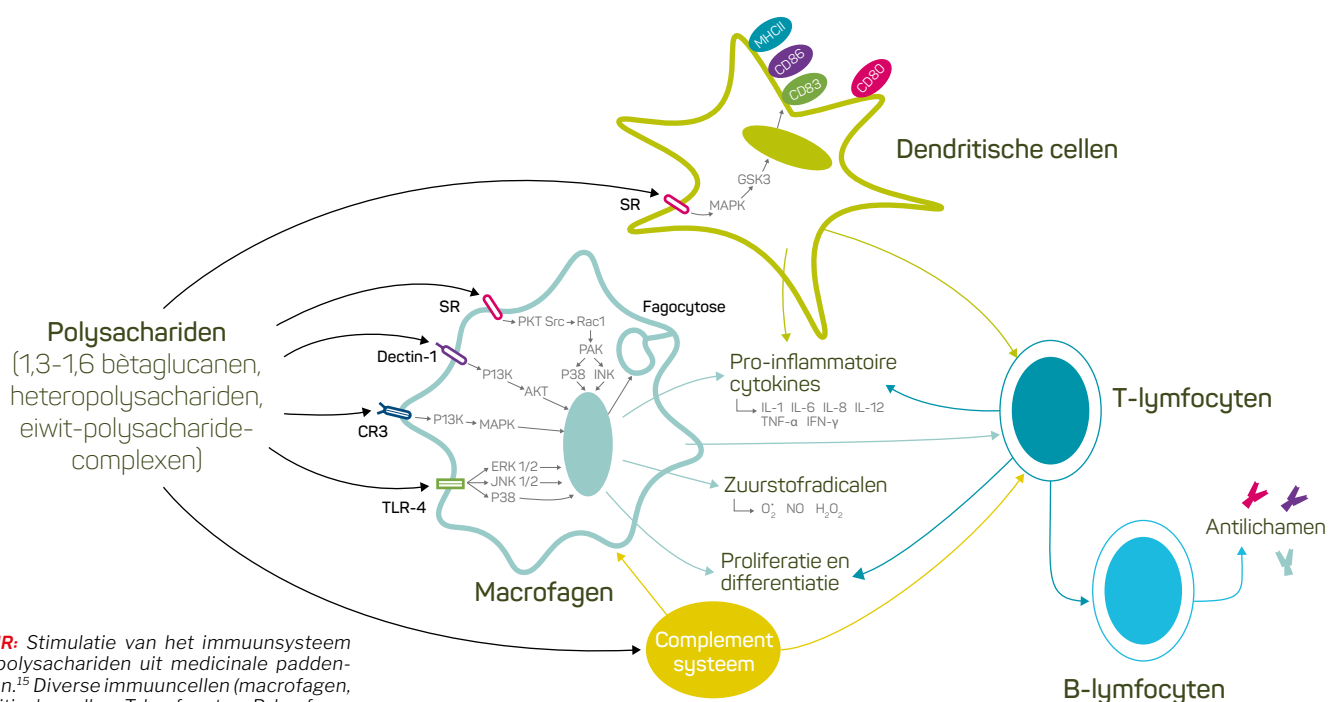 MHCII
CD86
CD83
CD80
Dendritische cellen
GSK3
MAPK
SR
SR
Fagocytose
PKT Src Rac1
PAK
P38 INK
Dectin-1
P13K
AKT
CR3
P13K MAPK
ERK 1/2
JNK 1/2
P38
TLR-4
Macrofagen
Polysachariden
(1,3-1,6 bètaglucanen,
heteropolysachariden,
eiwit-polysacharide-
complexen)
Pro-inflammatoire
cytokines
IL-1 IL-6 IL-8 IL-12
TNF-α IFN-γ
T-lymfocyten
Zuurstofradicalen
O₂• NO H₂O₂
Proliferatie en
differentiatie
Antilichamen
Complement
systeem
B-lymfocyten
R: Stimulatie van het immuunsysteem
polysachariden uit medicinale padden-
n.15 Diverse immuuncellen (macrofagen,